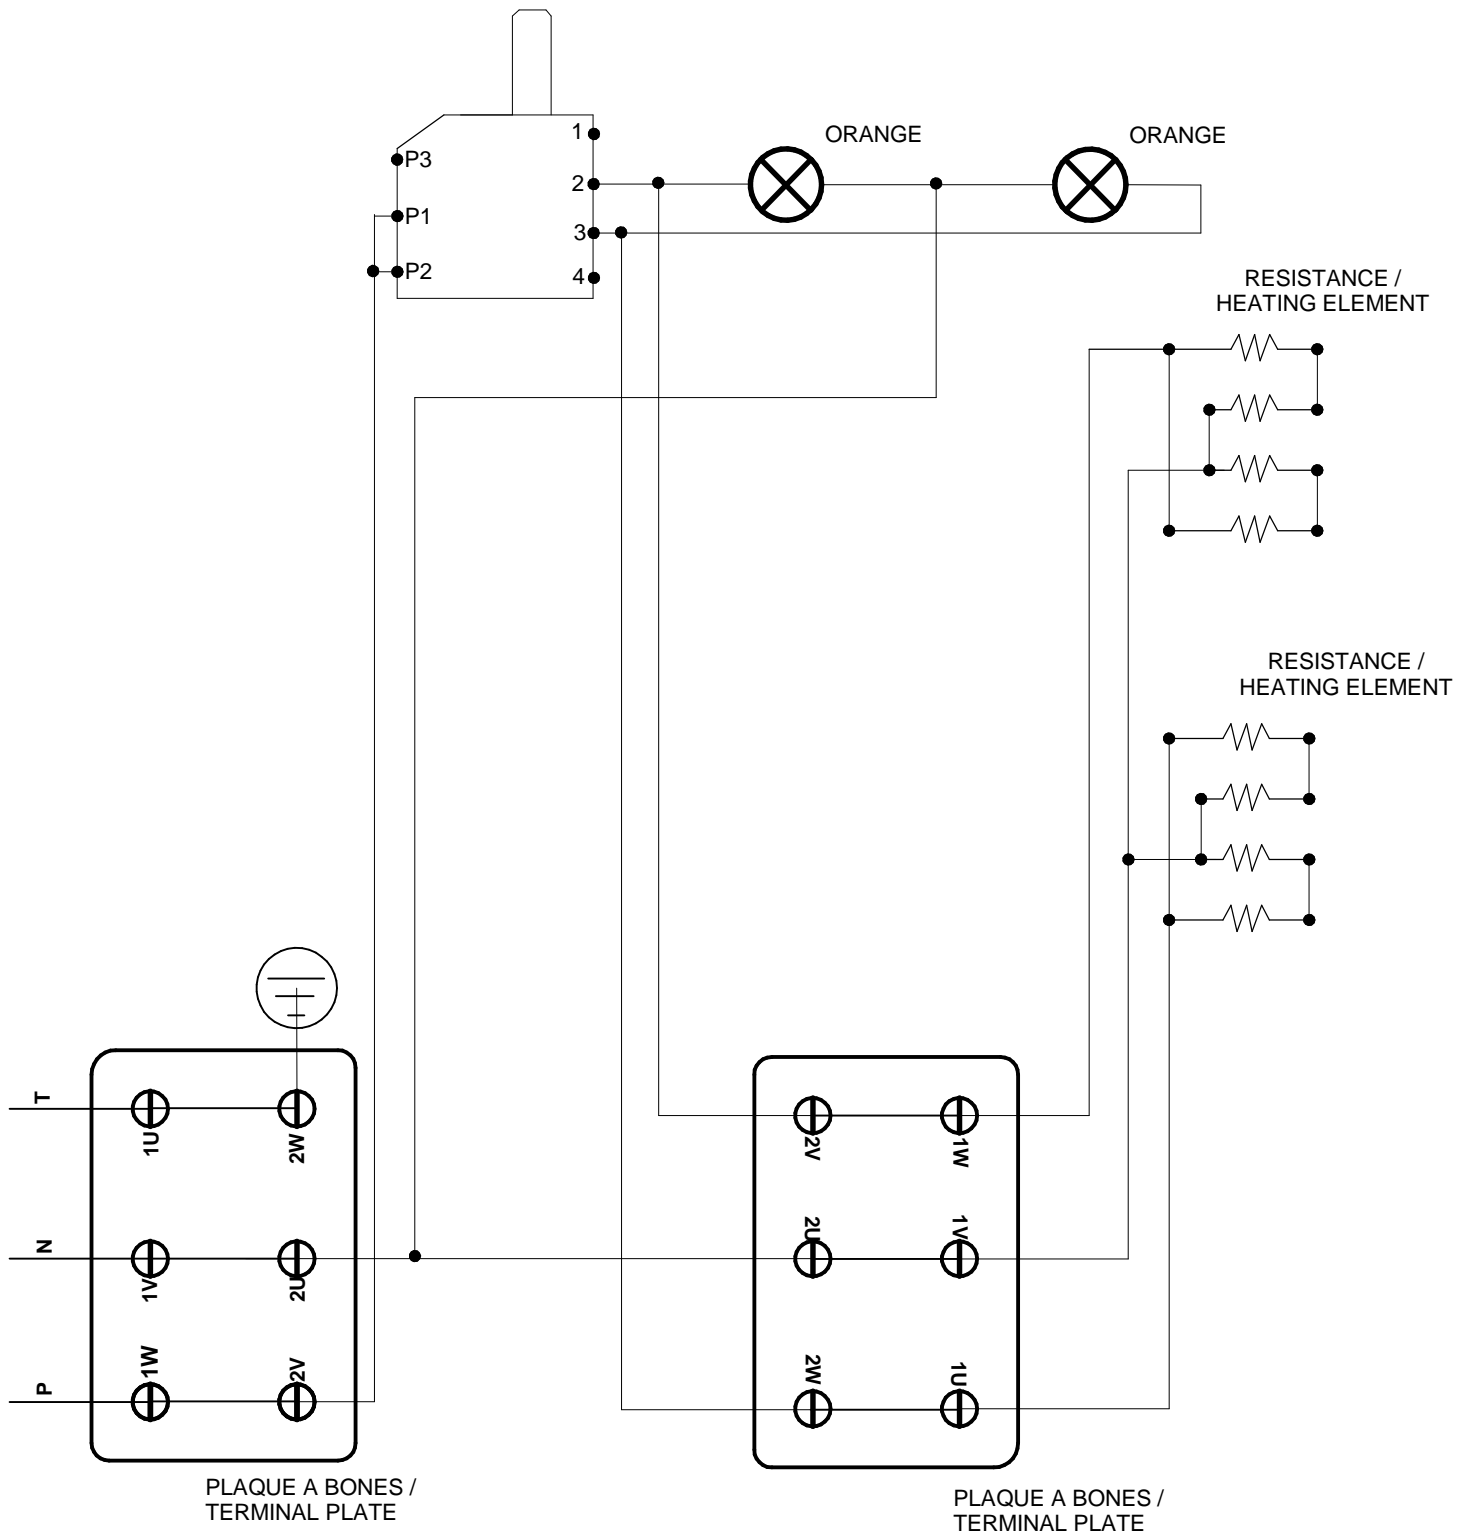 ORANGE
ORANGE
1
P3
2
P1
3
P2
4
RESISTANCE /
HEATING ELEMENT
RESISTANCE /
HEATING ELEMENT
T
1U
2W
2V
1W
N
1V
2U
2U
1V
P
1W
2V
2W
1U
PLAQUE A BONES /
TERMINAL PLATE
PLAQUE A BONES /
TERMINAL PLATE